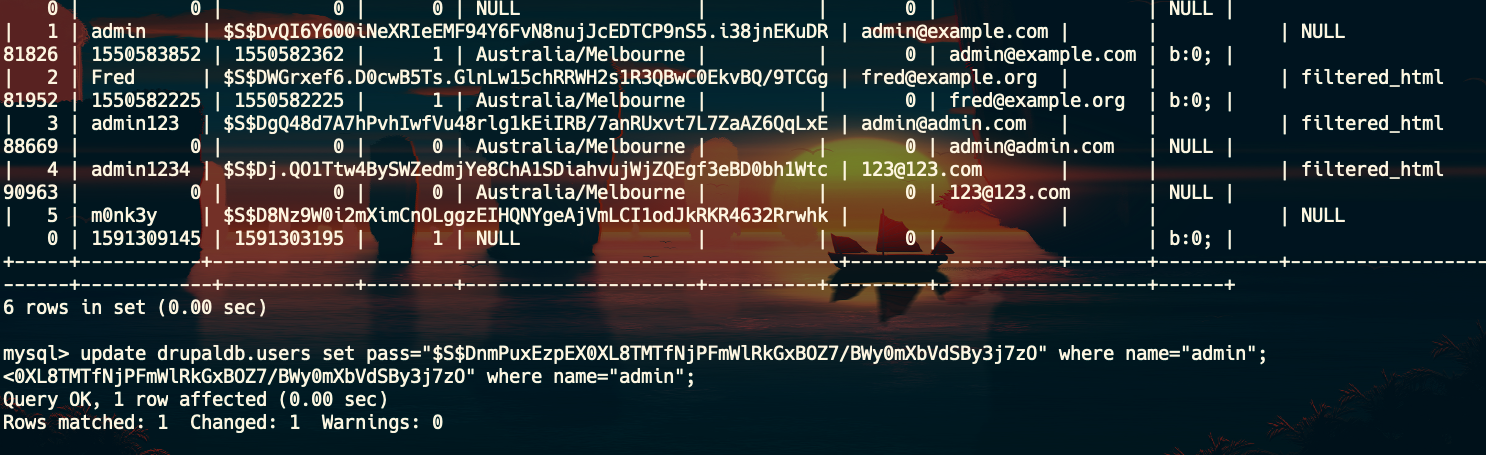 |   0 |         0 |       0 |      0 | NULL               |          |       0 |                   | NULL |
|   1 | admin     | $S$DvQI6Y600iNeXRIeEMF94Y6FvN8nujJcEDTCP9nS5.i38jnEKuDR | admin@example.com |       |           | NULL
81826 | 1550583852 | 1550582362 |      1 | Australia/Melbourne |          |       0 | admin@example.com | b:0; |
|   2 | Fred      | $S$DWGrxef6.D0cwB5Ts.GlnLw15chRRWH2s1R3QBwC0EkvBQ/9TCGg | fred@example.org  |       |           | filtered_html
81952 | 1550582225 | 1550582225 |      1 | Australia/Melbourne |          |       0 | fred@example.org  | b:0; |
|   3 | admin123  | $S$DgQ48d7A7hPvhIwfVu48rlg1kEiIRB/7anRUxvt7L7ZaAZ6QqLxE | admin@admin.com   |       |           | filtered_html
88669 |          0 |          0 |      0 | Australia/Melbourne |          |       0 | admin@admin.com   | NULL |
|   4 | admin1234 | $S$Dj.QO1Ttw4BySWZedmjYe8ChA1SDiahvujWjZQEgf3eBD0bh1Wtc | 123@123.com       |       |           | filtered_html
90963 |          0 |          0 |      0 | Australia/Melbourne |          |       0 | 123@123.com       | NULL |
|   5 | m0nk3y    | $S$D8Nz9W0i2mXimCnOLggzEIHQNYgeAjVmLCI1odJkRKR4632Rrwhk |                   |       |           | NULL
    0 | 1591309145 | 1591303195 |      1 | NULL                |          |       0 |                   | b:0; |
+-----+-----------+---------------------------------------------------------+-------------------+-------+-----------+------------------
------+------------+------------+--------+---------------------+----------+---------+-------------------+------+
6 rows in set (0.00 sec)
mysql> update drupaldb.users set pass="$S$DnmPuxEzpEX0XL8TMTfNjPFmWlRkGxBOZ7/BWy0mXbVdSBy3j7zO" where name="admin";
<0XL8TMTfNjPFmWlRkGxBOZ7/BWy0mXbVdSBy3j7zO" where name="admin";
Query OK, 1 row affected (0.00 sec)
Rows matched: 1  Changed: 1  Warnings: 0